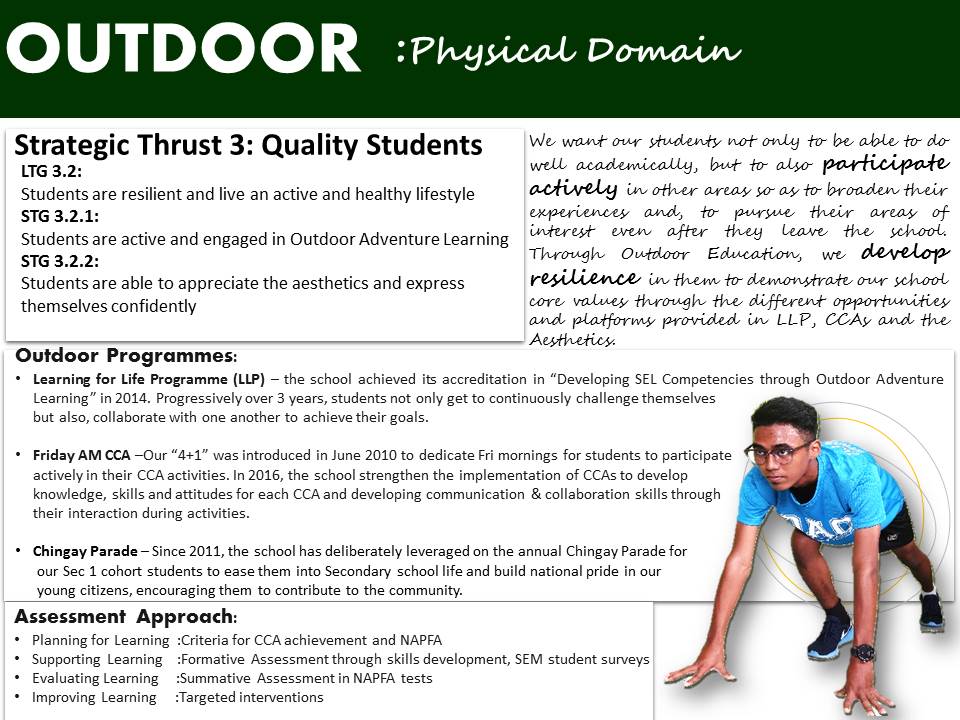 OUTDOOR :Physical Domain
Strategic Thrust 3: Quality Students
LTG 3.2:
Students are resilient and live an active and healthy lifestyle
STG 3.2.1:
Students are active and engaged in Outdoor Adventure Learning
STG 3.2.2:
Students are able to appreciate the aesthetics and express
themselves confidently
We want our students not only to be able to do
well academically, but to also participate
actively in other areas so as to broaden their
experiences and, to pursue their areas of
interest even after they leave the school.
Through Outdoor Education, we develop
resilience in them to demonstrate our school
core values through the different opportunities
and platforms provided in LLP, CCAs and the
Aesthetics.
Outdoor Programmes:
• Learning for Life Programme (LLP) – the school achieved its accreditation in “Developing SEL Competencies through Outdoor Adventure
Learning” in 2014. Progressively over 3 years, students not only get to continuously challenge themselves
but also, collaborate with one another to achieve their goals.
• Friday AM CCA –Our “4+1” was introduced in June 2010 to dedicate Fri mornings for students to participate
actively in their CCA activities. In 2016, the school strengthen the implementation of CCAs to develop
knowledge, skills and attitudes for each CCA and developing communication & collaboration skills through
their interaction during activities.
• Chingay Parade – Since 2011, the school has deliberately leveraged on the annual Chingay Parade for
our Sec 1 cohort students to ease them into Secondary school life and build national pride in our
young citizens, encouraging them to contribute to the community.
Assessment Approach:
• Planning for Learning :Criteria for CCA achievement and NAPFA
• Supporting Learning :Formative Assessment through skills development, SEM student surveys
• Evaluating Learning :Summative Assessment in NAPFA tests
• Improving Learning :Targeted interventions